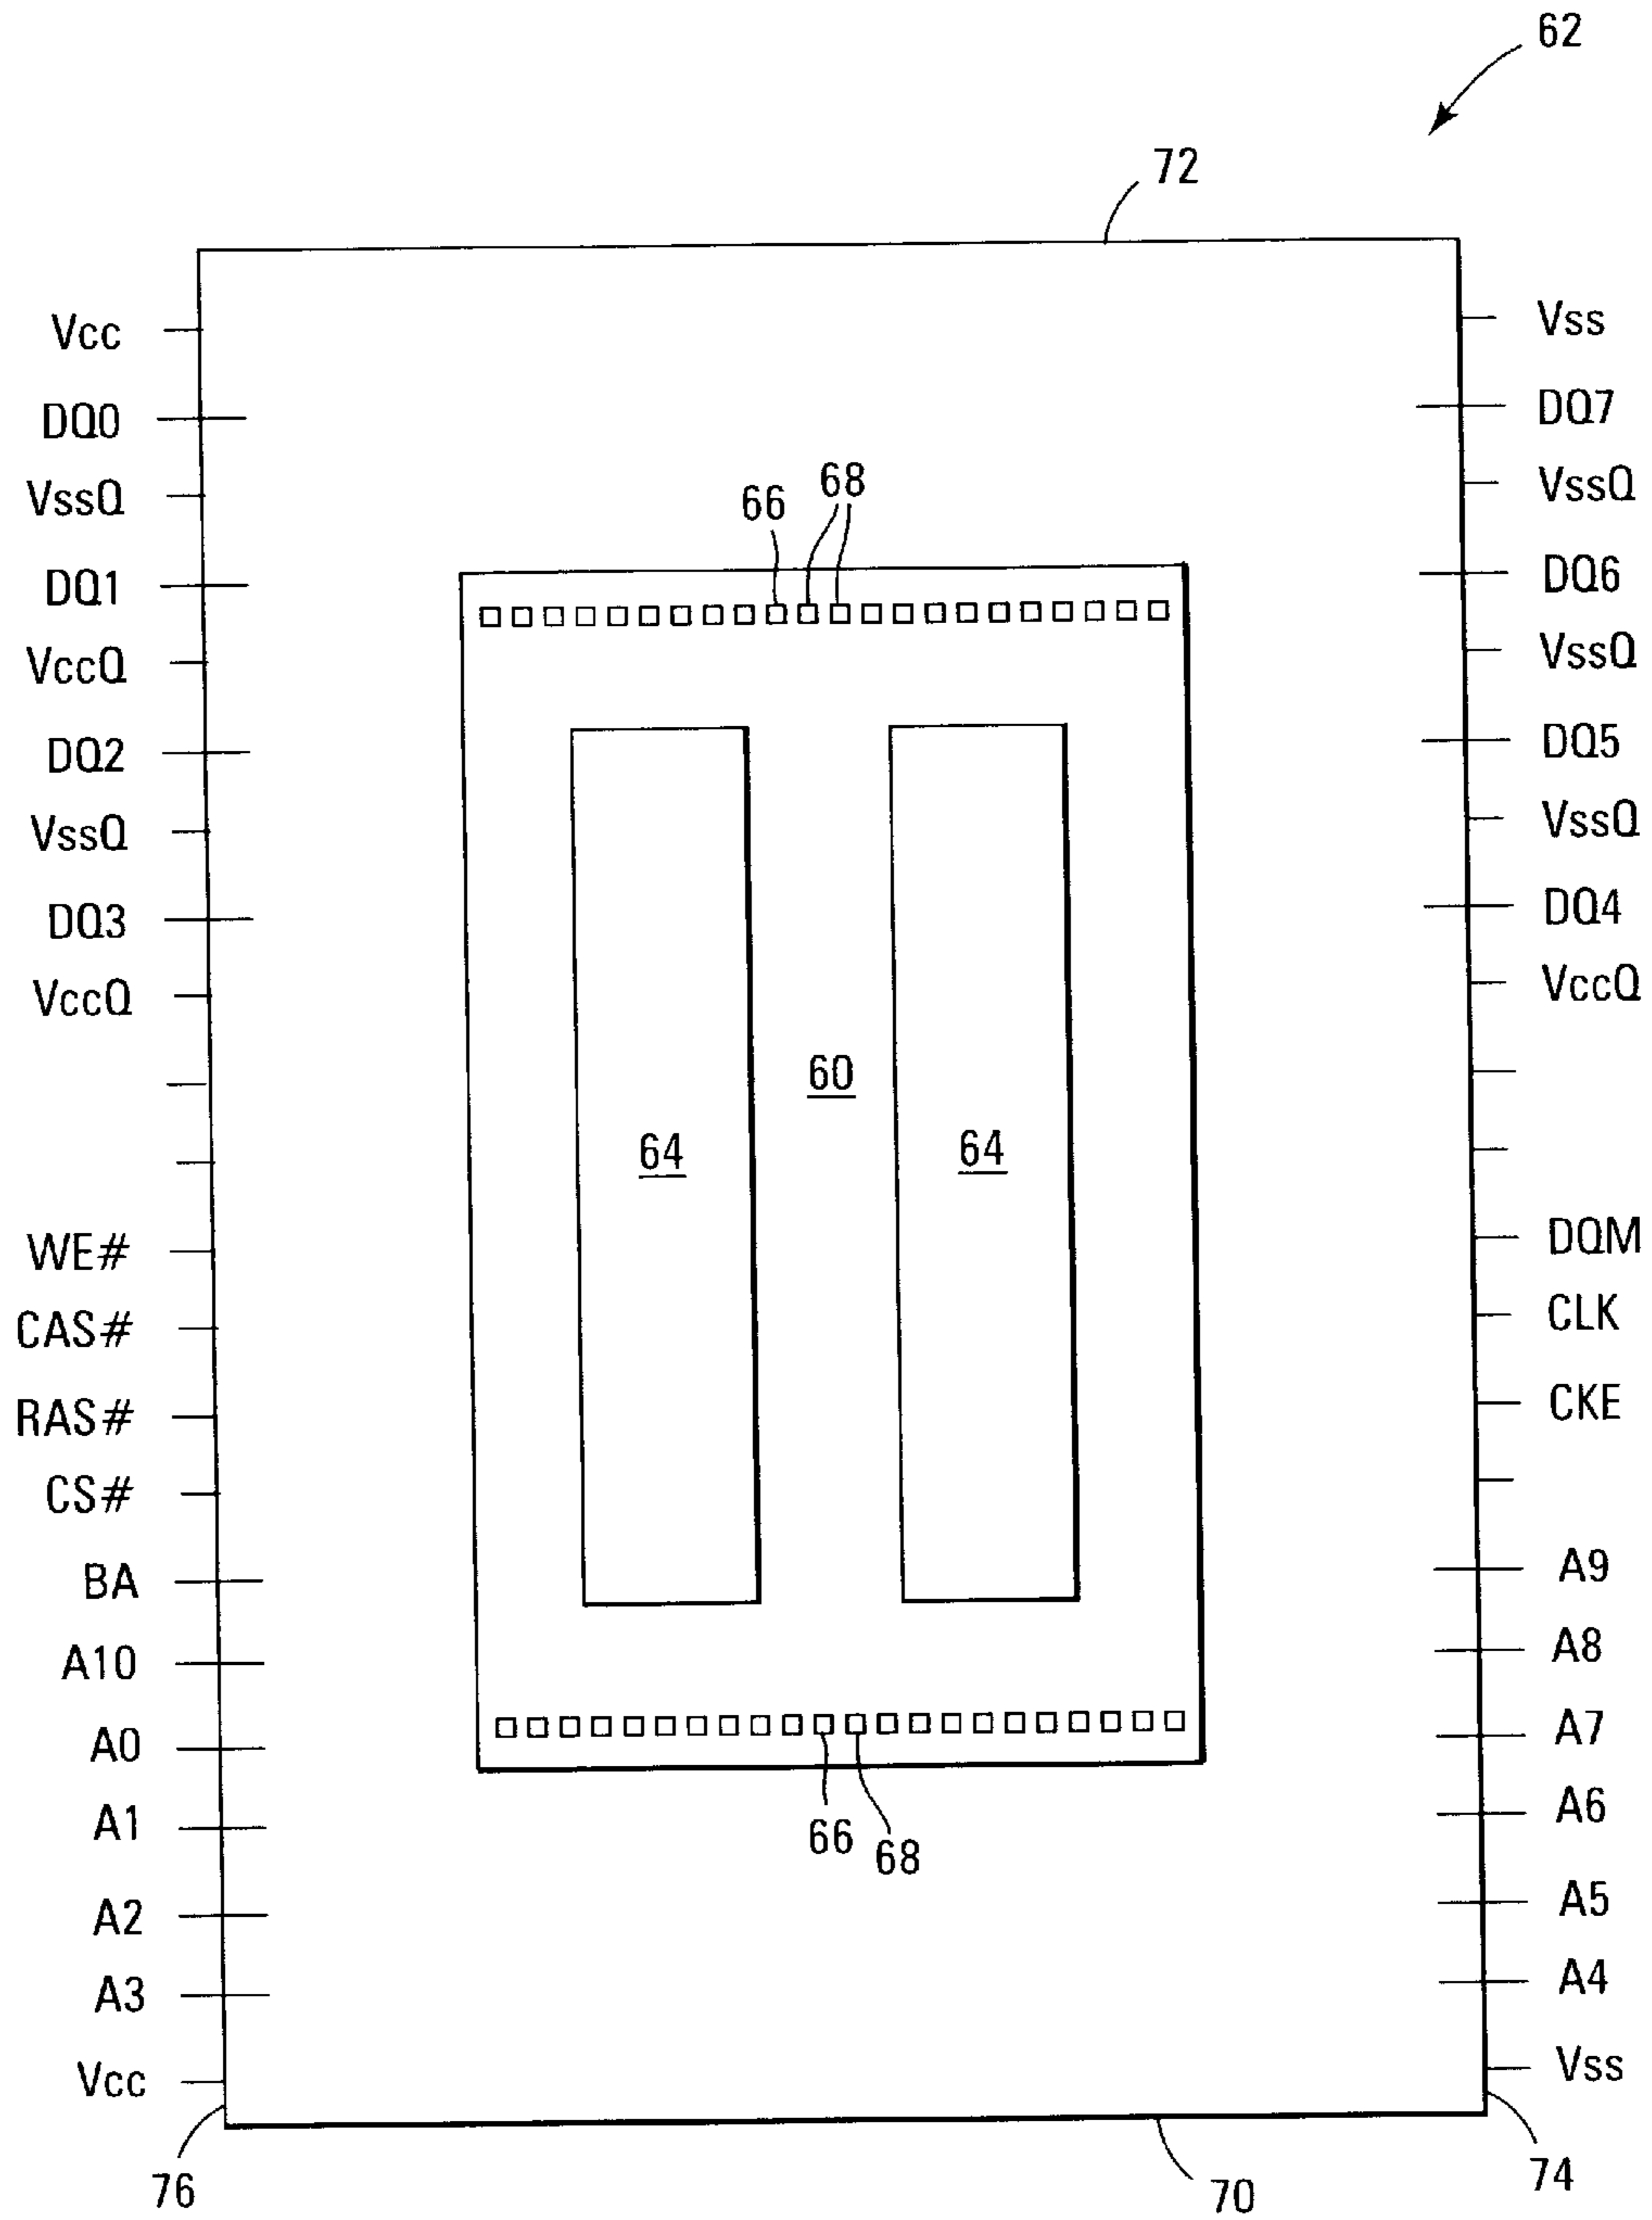 62
72
Vcc
Vss
DQ0
DQ7
VssQ
66
68
VssQ
DQ1
DQ6
VccQ
VssQ
DQ2
DQ5
VssQ
VssQ
DQ3
DQ4
VccQ
VccQ
60
64
64
WE#
DQM
CAS#
CLK
RAS#
CKE
CS#
BA
A9
A10
A8
A0
A7
A1
66
68
A6
A2
A5
A3
A4
Vcc
Vss
76
70
74